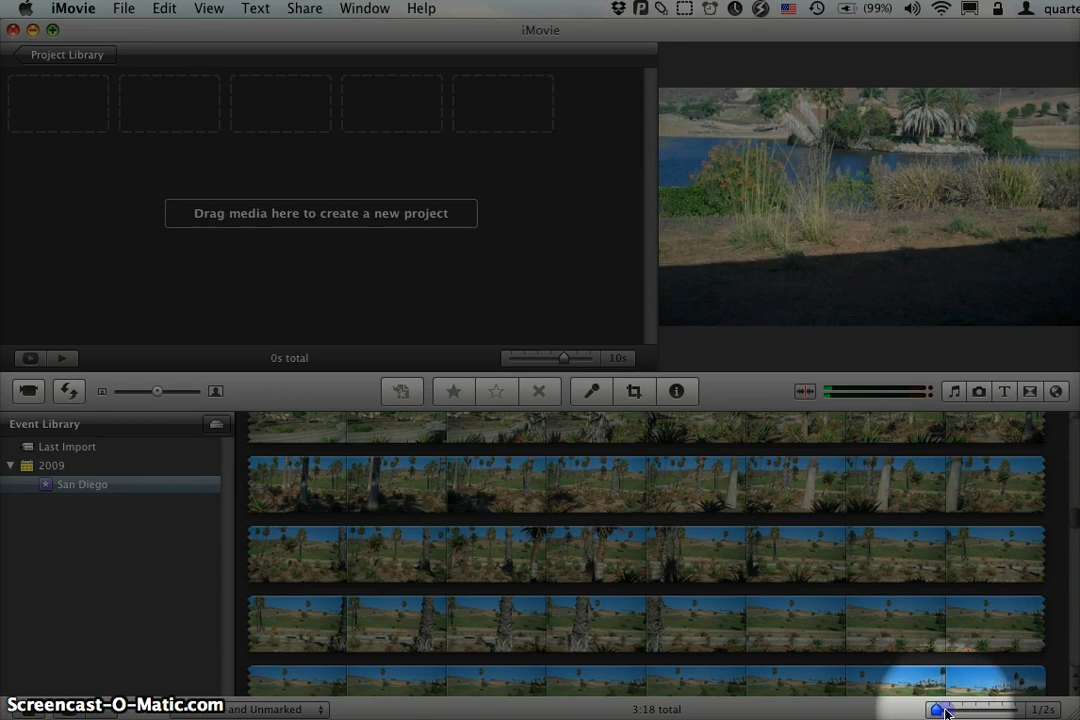 iMovie File Edit View Text Share Window Help (99%) quarte
iMovie
Project Library
Drag media here to create a new project
0s total
10s
Event Library
Last Import
2009
San Diego
Screencast-O-Matic.com
and Unmarked
3:18 total
1/2s